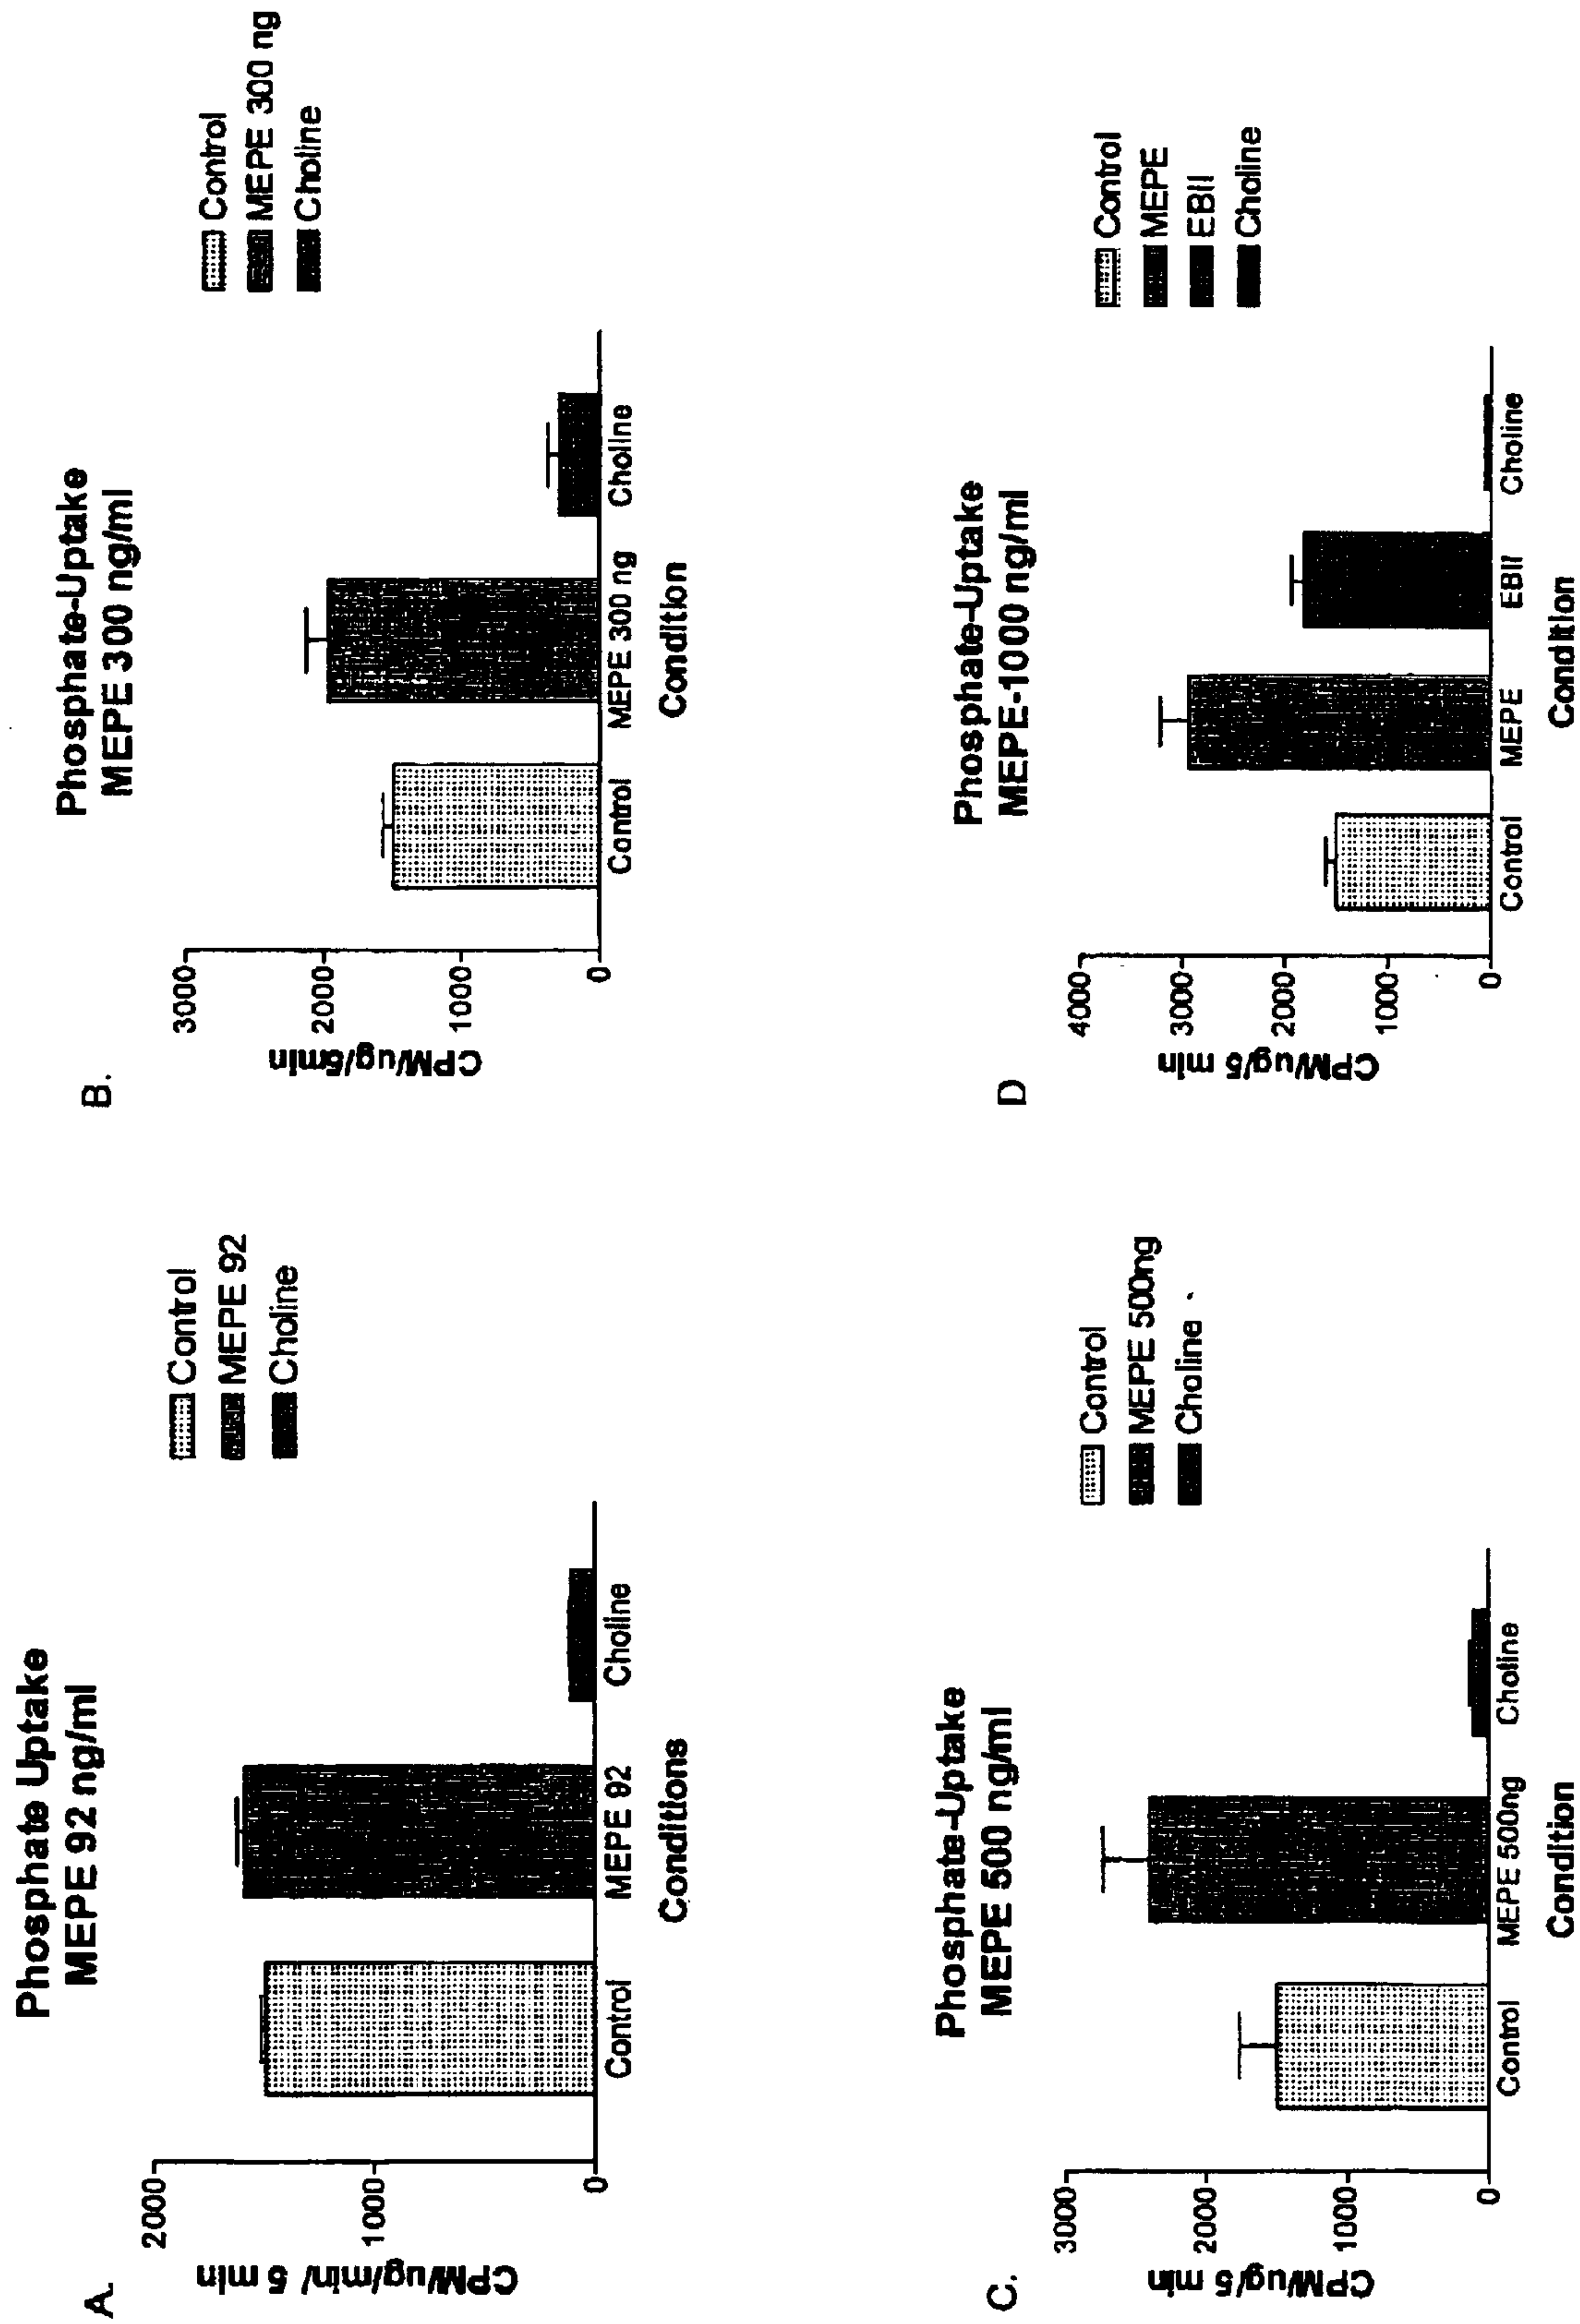 A.
Phosphate Uptake
MEPE 92 ng/ml
CPM/ug/min/ 5 min
2000
1000
0
Control
MEPE 92
Choline
Conditions
Control
MEPE 92
Choline
B.
Phosphate-Uptake
MEPE 300 ng/ml
CPM/ug/5min
3000
2000
1000
0
Control
MEPE 300 ng
Choline
Condition
Control
MEPE 300 ng
Choline
C.
Phosphate-Uptake
MEPE 500 ng/ml
CPM/ug/5 min
3000
2000
1000
0
Control
MEPE 500ng
Choline
Condition
Control
MEPE 500ng
Choline
D
Phosphate-Uptake
MEPE-1000 ng/ml
CPM/ug/5 min
4000
3000
2000
1000
0
Control
MEPE
EBII
Choline
Condition
Control
MEPE
EBII
Choline